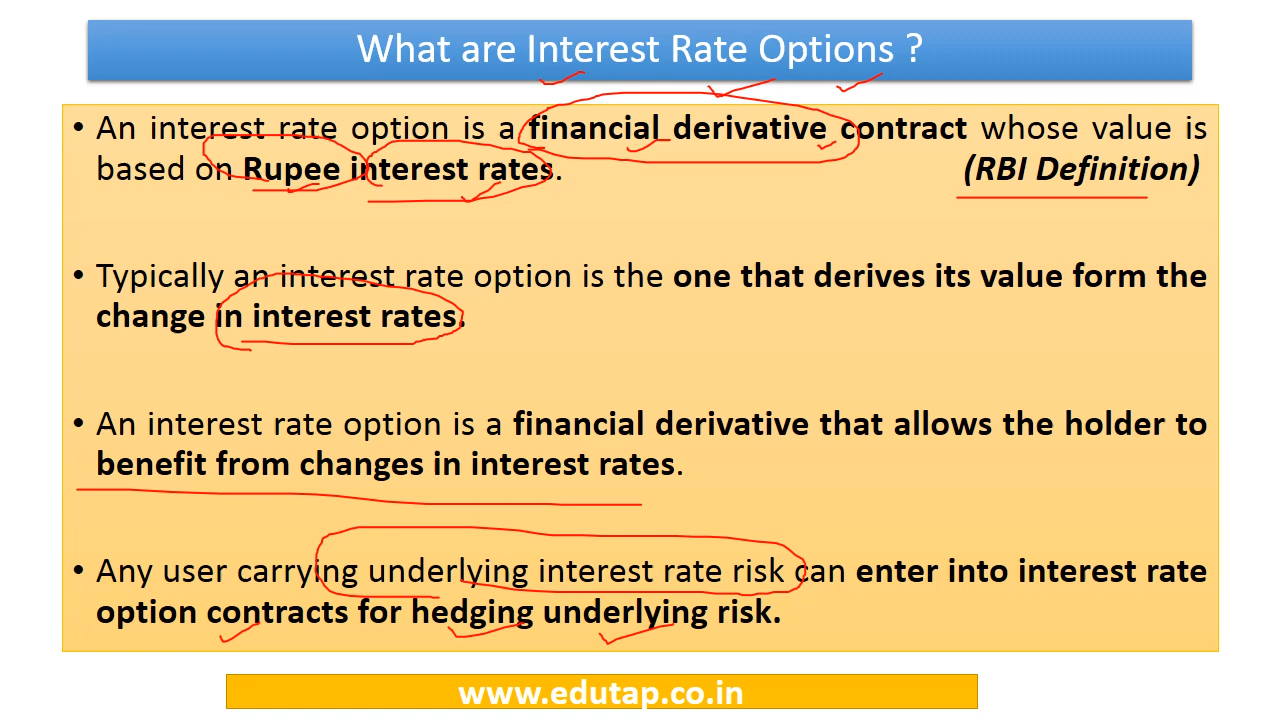 What are Interest Rate Options ?
• An interest rate option is a financial derivative contract whose value is
based on Rupee interest rates. (RBI Definition)
• Typically an interest rate option is the one that derives its value form the
change in interest rates.
• An interest rate option is a financial derivative that allows the holder to
benefit from changes in interest rates.
• Any user carrying underlying interest rate risk can enter into interest rate
option contracts for hedging underlying risk.
www.edutap.co.in